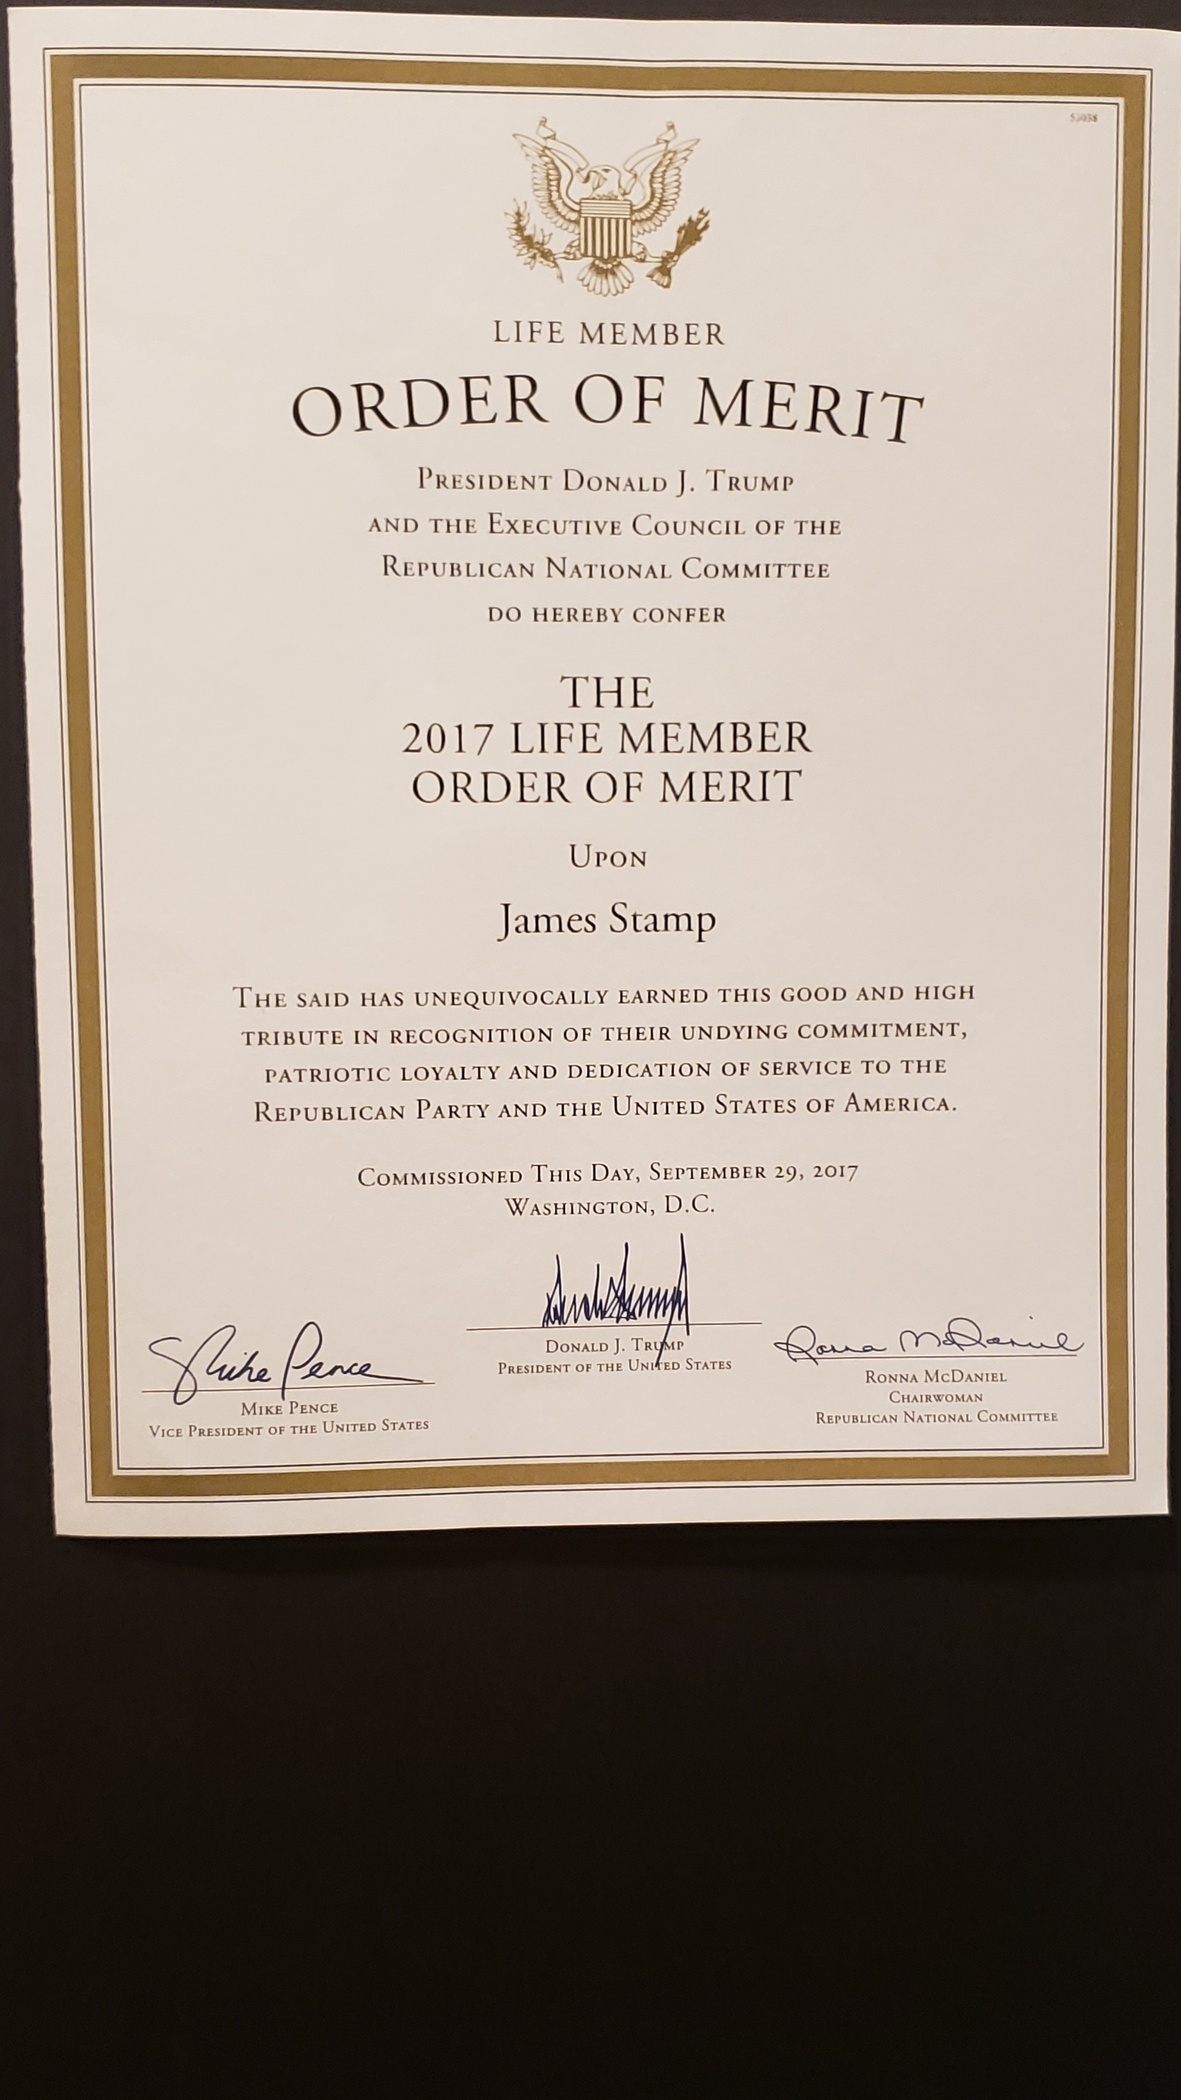 LIFE MEMBER
ORDER OF MERIT
PRESIDENT DONALD J. TRUMP
AND THE EXECUTIVE COUNCIL OF THE
REPUBLICAN NATIONAL COMMITTEE
DO HEREBY CONFER
THE
2017 LIFE MEMBER
ORDER OF MERIT
UPON
James Stamp
THE SAID HAS UNEQUIVOCALLY EARNED THIS GOOD AND HIGH
TRIBUTE IN RECOGNITION OF THEIR UNDYING COMMITMENT,
PATRIOTIC LOYALTY AND DEDICATION OF SERVICE TO THE
REPUBLICAN PARTY AND THE UNITED STATES OF AMERICA.
COMMISSIONED THIS DAY, SEPTEMBER 29, 2017
WASHINGTON, D.C.
Mike Pence
MIKE PENCE
VICE PRESIDENT OF THE UNITED STATES
Donald Trump
DONALD J. TRUMP
PRESIDENT OF THE UNITED STATES
Ronna McDaniel
RONNA MCDANIEL
CHAIRWOMAN
REPUBLICAN NATIONAL COMMITTEE